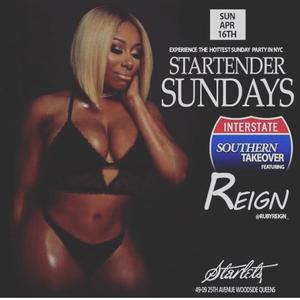 SUN
APR
16TH
EXPERIENCE THE HOTTEST SUNDAY PARTY IN NYC
STARTENDER
SUNDAYS
INTERSTATE
SOUTHERN
TAKEOVER
FEATURING
REIGN
@RUBYREIGN_
Starlets
49-09 25TH AVENUE WOODSIDE QUEENS